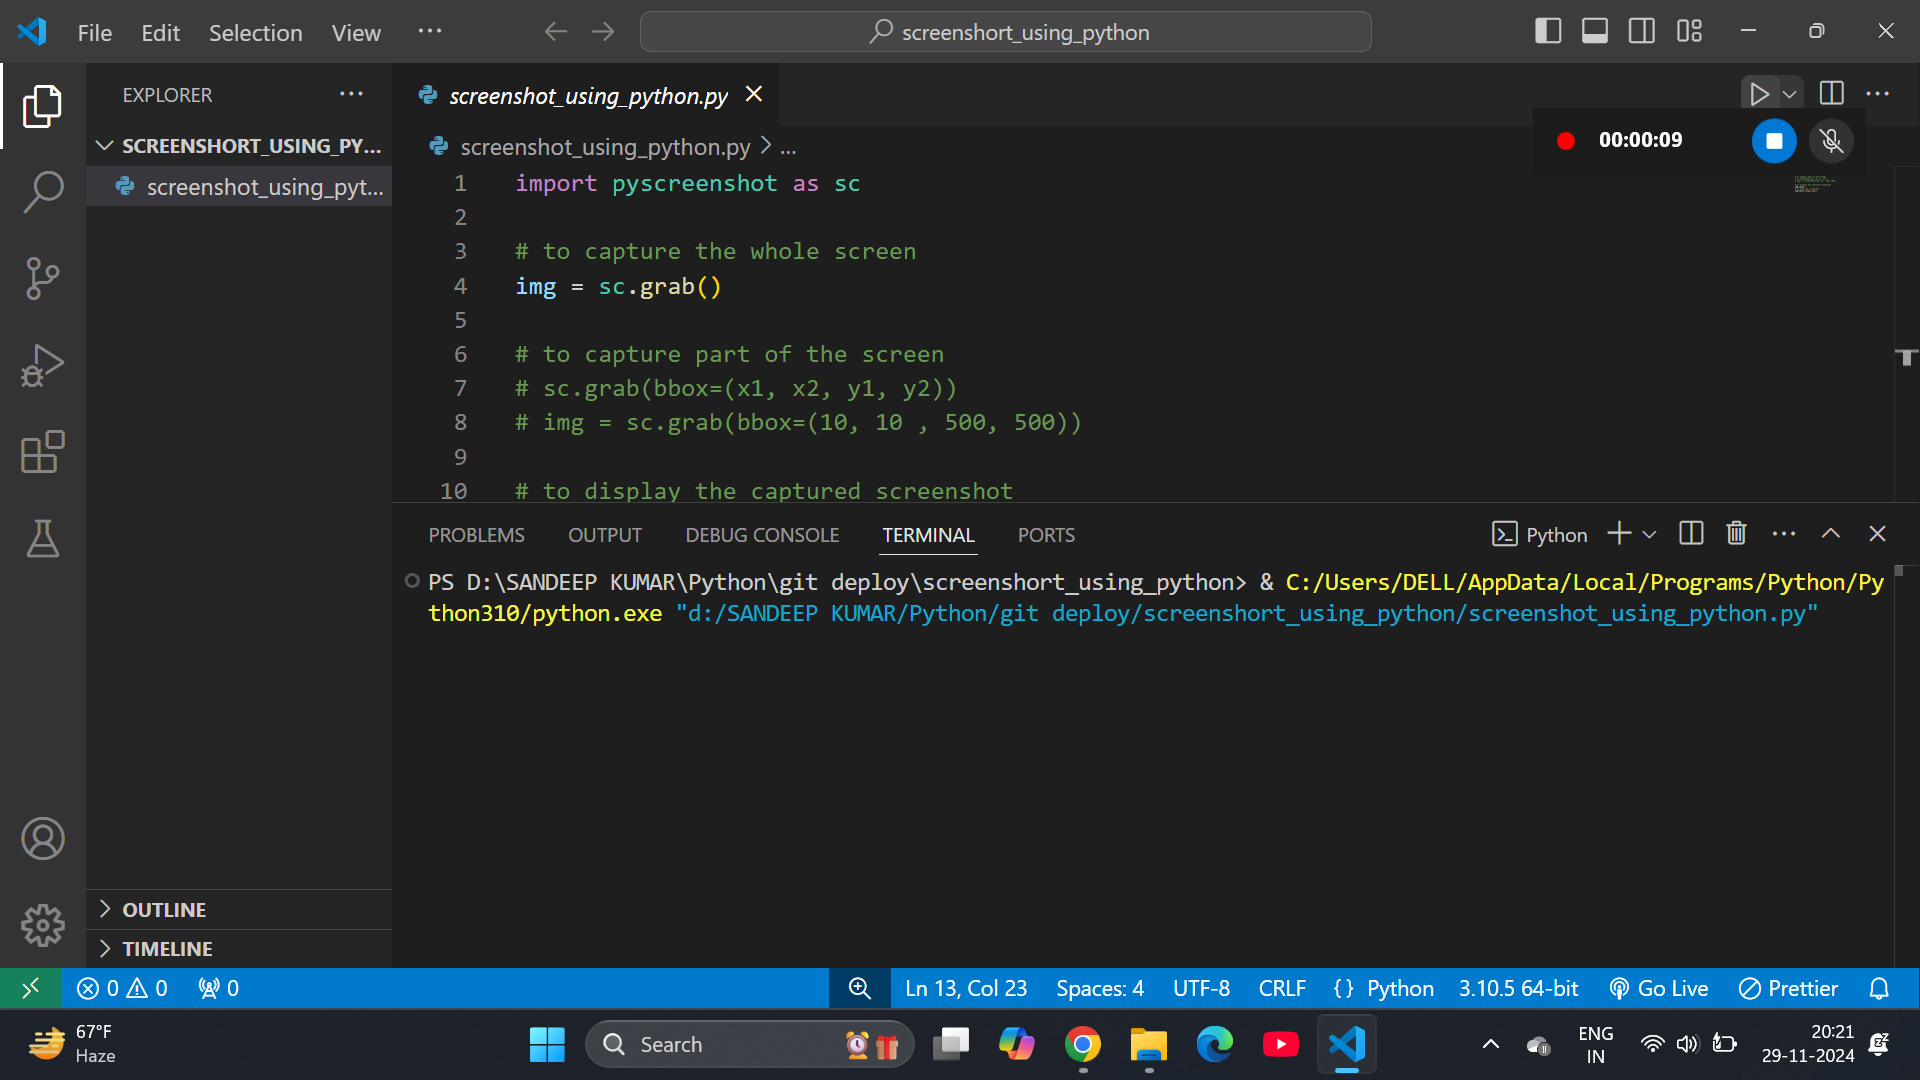 File Edit Selection View ···
screenshort_using_python
EXPLORER
SCREENSHORT_USING_PY...
screenshot_using_pyt...
OUTLINE
TIMELINE
screenshot_using_python.py
screenshot_using_python.py > ...
00:00:09
1 import pyscreenshot as sc
2
3 # to capture the whole screen
4 img = sc.grab()
5
6 # to capture part of the screen
7 # sc.grab(bbox=(x1, x2, y1, y2))
8 # img = sc.grab(bbox=(10, 10 , 500, 500))
9
10 # to display the captured screenshot
PROBLEMS OUTPUT DEBUG CONSOLE TERMINAL PORTS
Python
PS D:\SANDEEP KUMAR\Python\git deploy\screenshort_using_python> & C:/Users/DELL/AppData/Local/Programs/Python/Py
thon310/python.exe "d:/SANDEEP KUMAR/Python/git deploy/screenshort_using_python/screenshot_using_python.py"
0 0 0
Ln 13, Col 23 Spaces: 4 UTF-8 CRLF {} Python 3.10.5 64-bit Go Live Prettier
67°F
Haze
Search
ENG
IN
20:21
29-11-2024